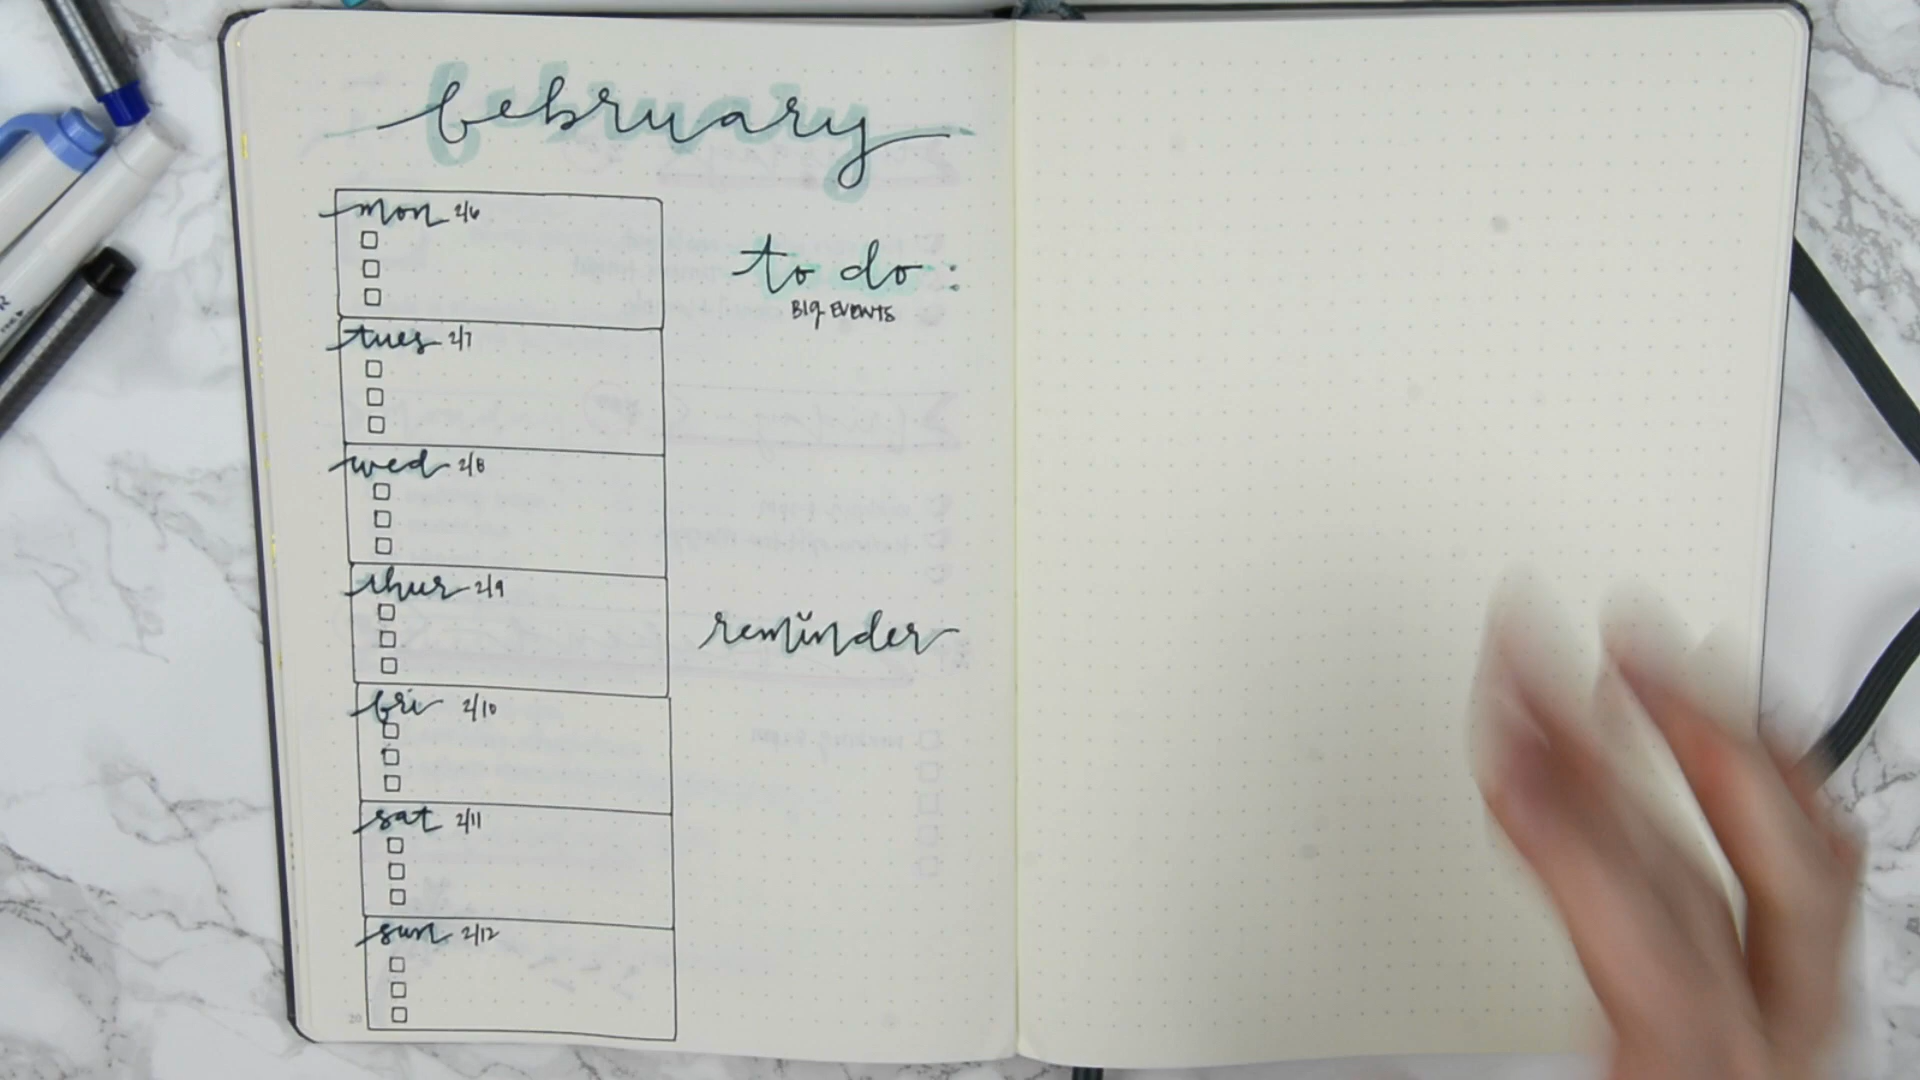 february
mon 2/6
tues 2/7
wed 2/8
thur 2/9
fri 2/10
sat 2/11
sun 2/12
to do :
BIG EVENTS
reminder
20